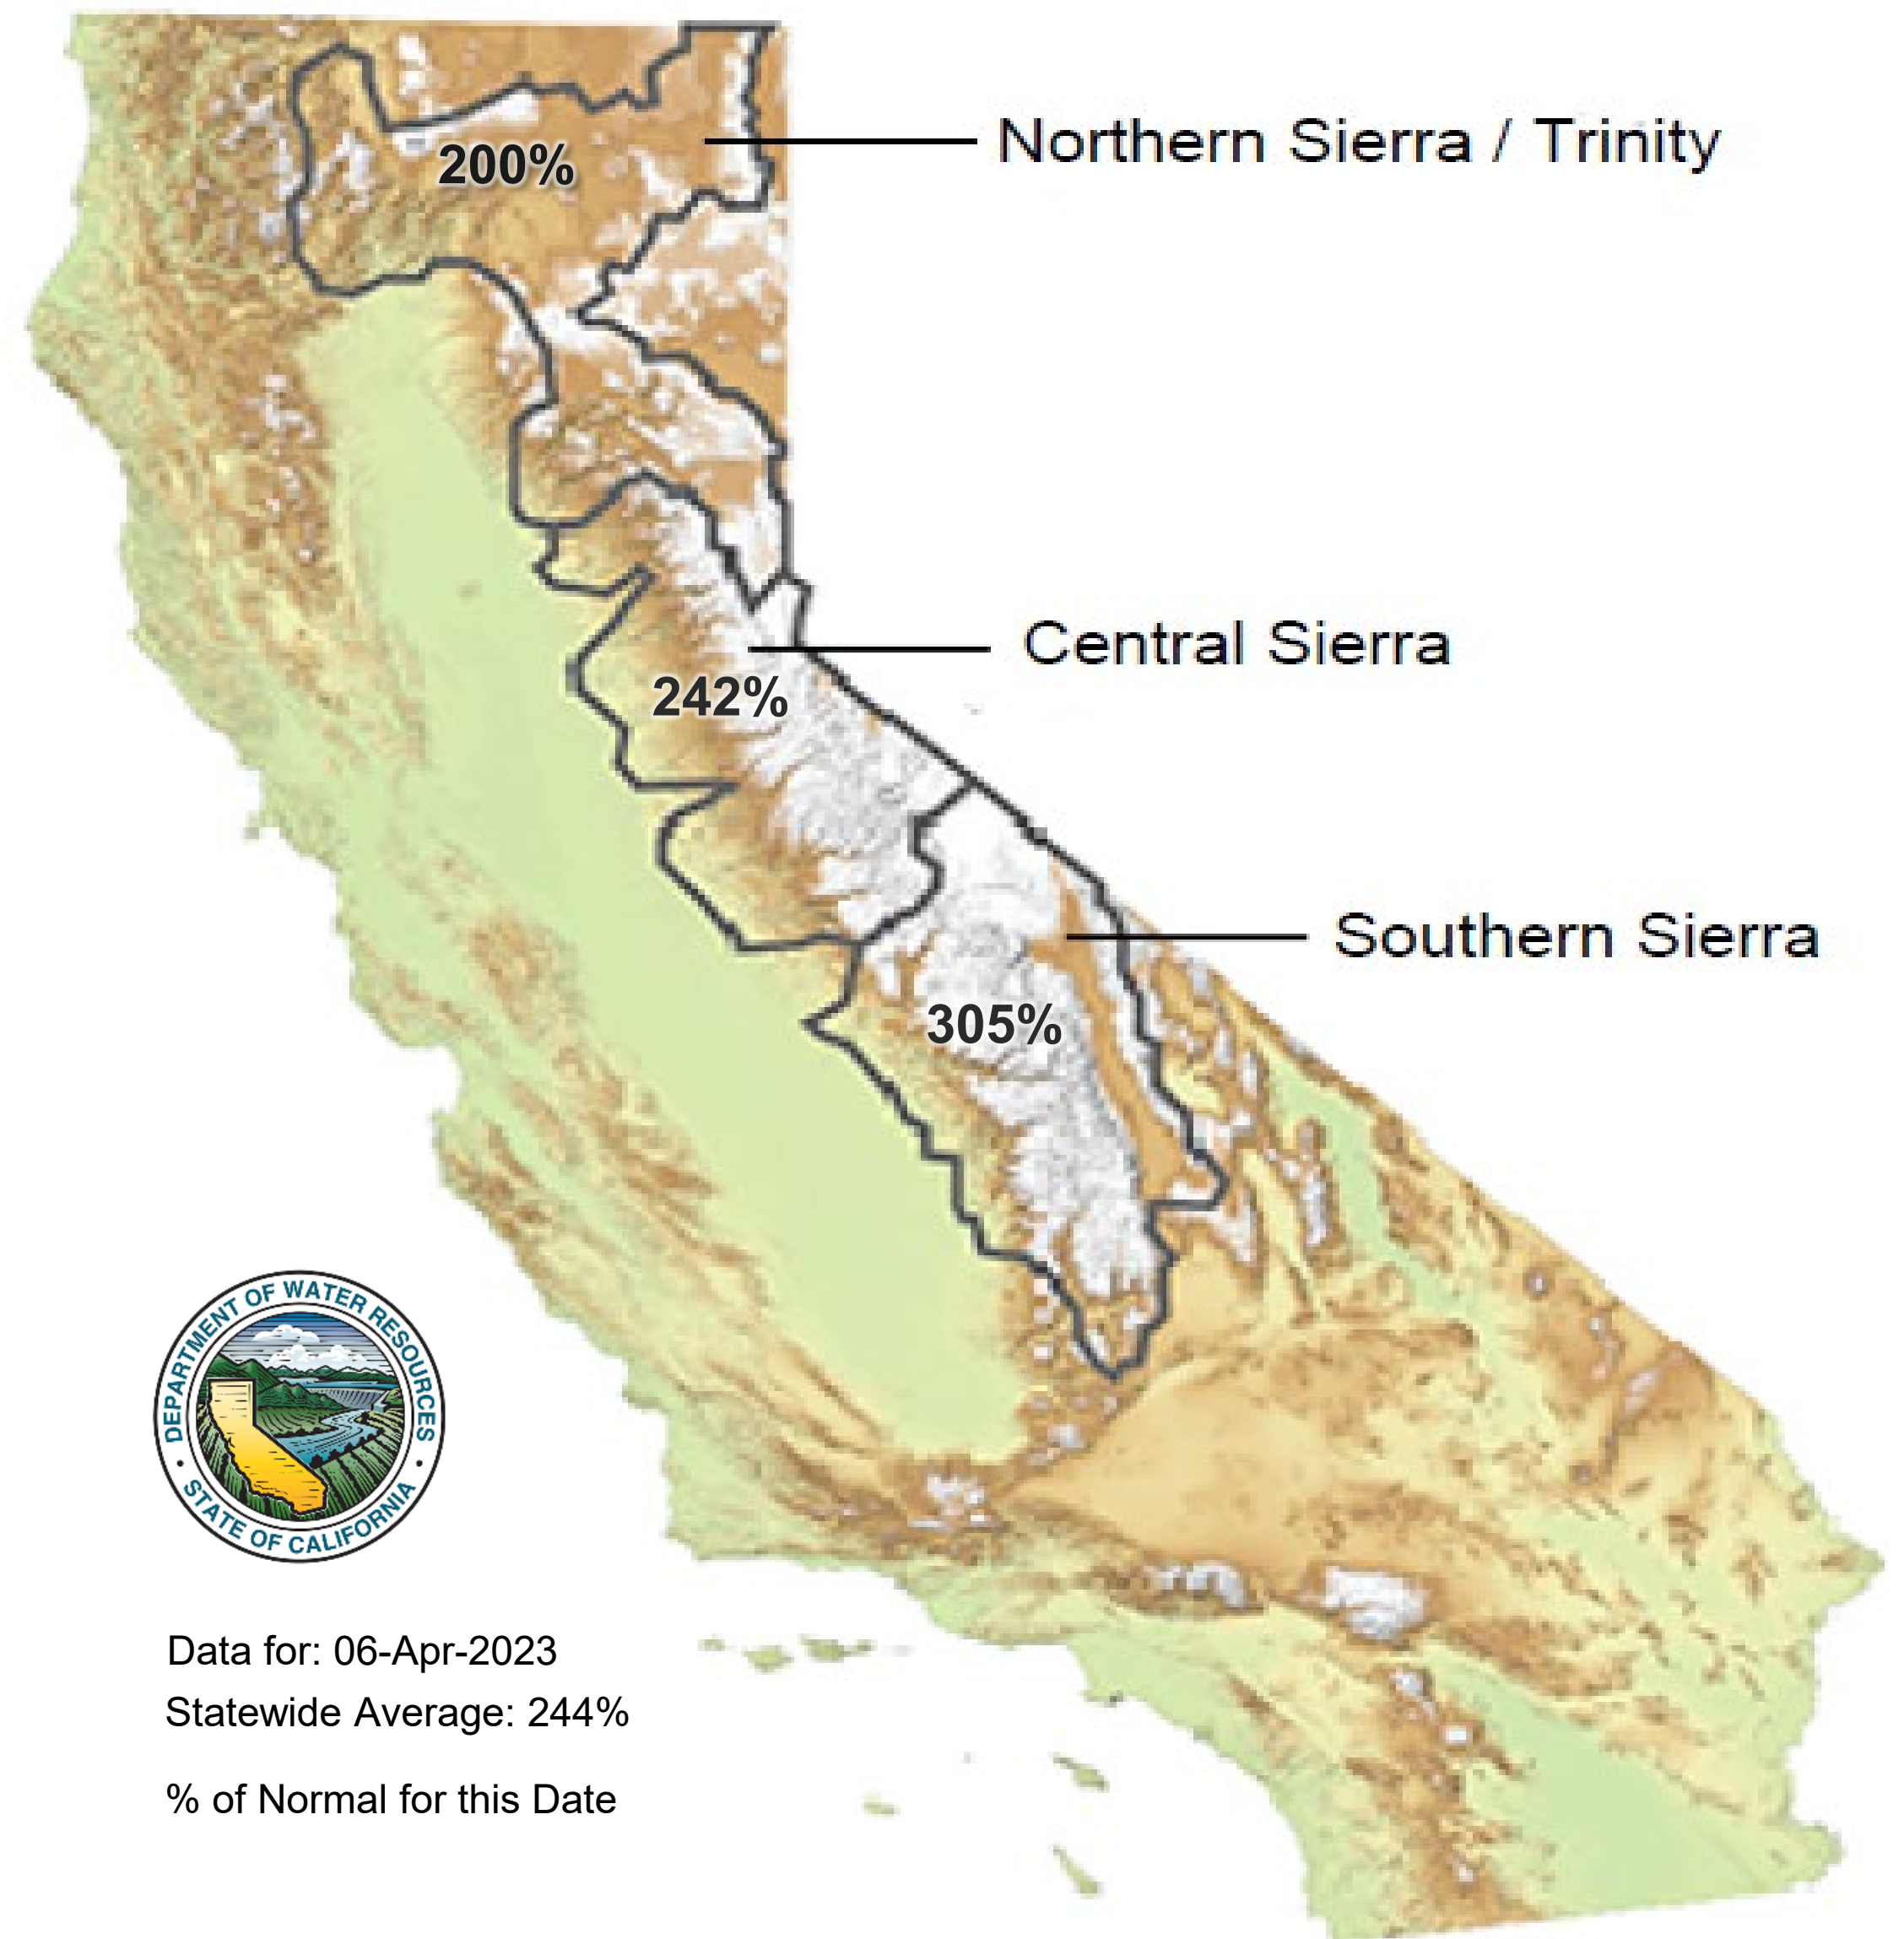 Northern Sierra / Trinity
200%
Central Sierra
242%
Southern Sierra
305%
DEPARTMENT OF WATER RESOURCES
STATE OF CALIFORNIA
Data for: 06-Apr-2023
Statewide Average: 244%
% of Normal for this Date